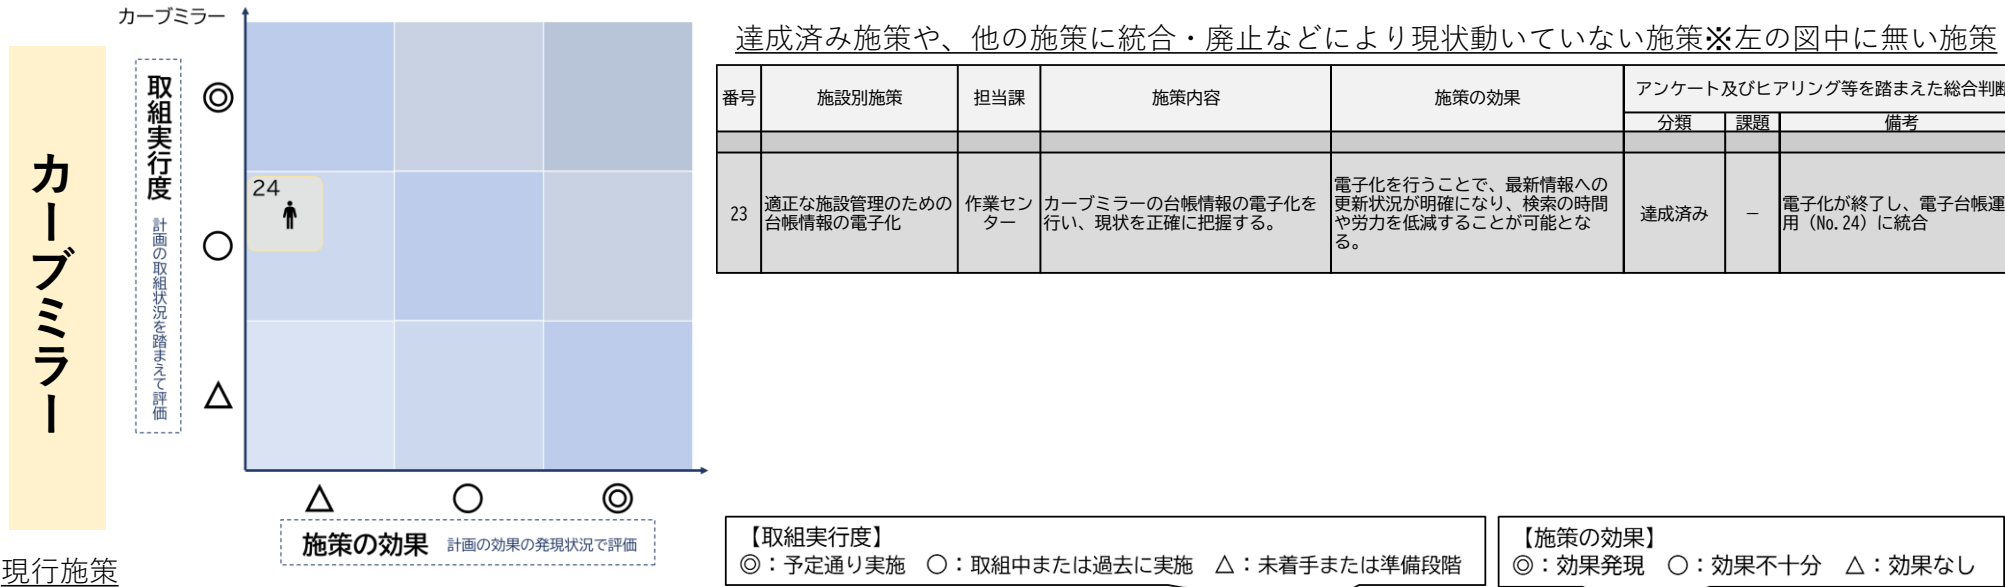 カーブミラー
カーブミラー
取組実行度
計画の取組状況を踏まえて評価
◎
○
△
24
△
○
◎
施策の効果 計画の効果の発現状況で評価
現行施策
達成済み施策や、他の施策に統合・廃止などにより現状動いていない施策※左の図中に無い施策
番号
施設別施策
担当課
施策内容
施策の効果
アンケート及びヒアリング等を踏まえた総合判断
分類
課題
備考
23
適正な施設管理のための
台帳情報の電子化
作業セン
ター
カーブミラーの台帳情報の電子化を
行い、現状を正確に把握する。
電子化を行うことで、最新情報への
更新状況が明確になり、検索の時間
や労力を低減することが可能とな
る。
達成済み
－
電子化が終了し、電子台帳運
用（No.24）に統合
【取組実行度】
◎：予定通り実施 ○：取組中または過去に実施 △：未着手または準備段階
【施策の効果】
◎：効果発現 ○：効果不十分 △：効果なし